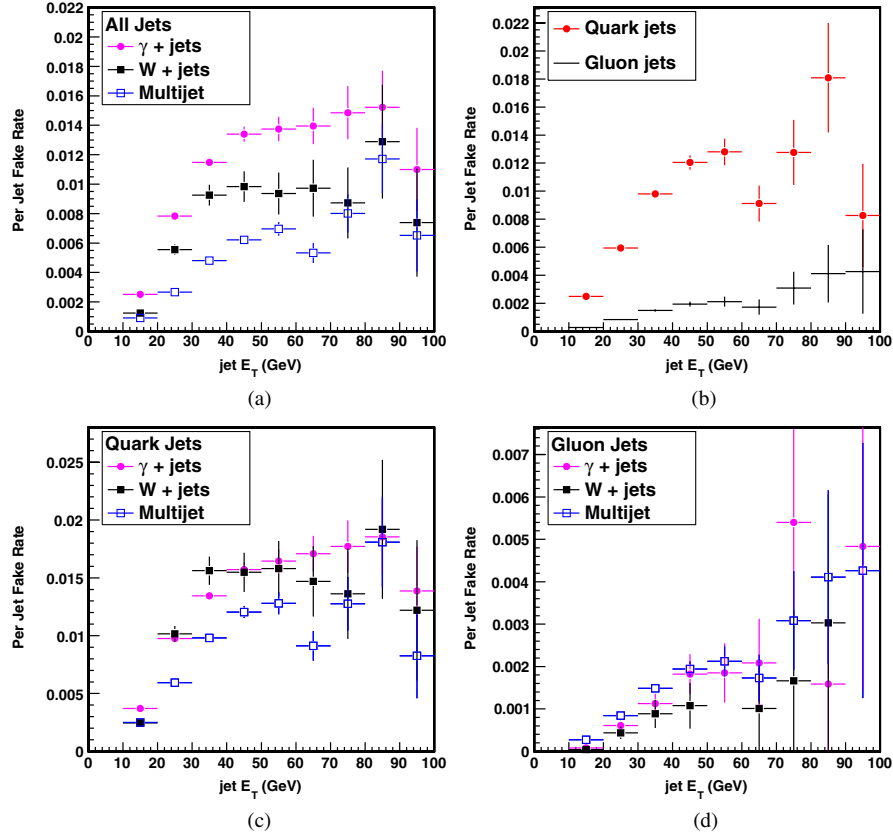 All Jets
γ + jets
W + jets
Multijet
Per Jet Fake Rate
0.022
0.02
0.018
0.016
0.014
0.012
0.01
0.008
0.006
0.004
0.002
0
0 10 20 30 40 50 60 70 80 90 100
jet E_T (GeV)
(a)
Quark jets
Gluon jets
Per Jet Fake Rate
0.022
0.02
0.018
0.016
0.014
0.012
0.01
0.008
0.006
0.004
0.002
0
0 10 20 30 40 50 60 70 80 90 100
jet E_T (GeV)
(b)
Quark Jets
γ + jets
W + jets
Multijet
Per Jet Fake Rate
0.025
0.02
0.015
0.01
0.005
0
0 10 20 30 40 50 60 70 80 90 100
jet E_T (GeV)
(c)
Gluon Jets
γ + jets
W + jets
Multijet
Per Jet Fake Rate
0.007
0.006
0.005
0.004
0.003
0.002
0.001
0
0 10 20 30 40 50 60 70 80 90 100
jet E_T (GeV)
(d)